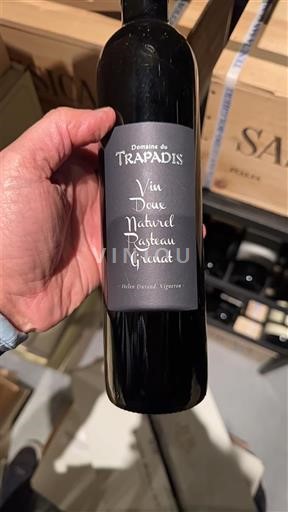 Domaine du
TRAPADIS
Vin
Doux
Naturel
Rasteau
Grenat
- Helen Durand, Vigneron -